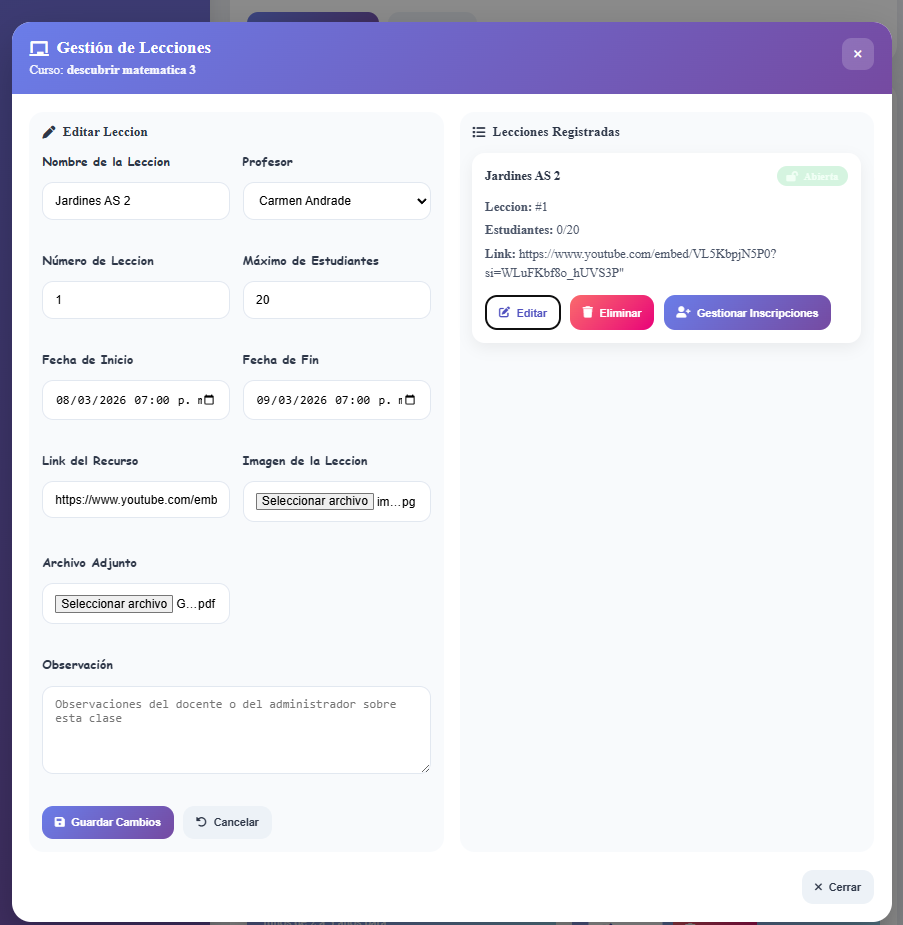 Gestión de Lecciones
Curso: descubrir matematica 3
Editar Leccion
Nombre de la Leccion
Profesor
Jardines AS 2
Carmen Andrade
Número de Leccion
Máximo de Estudiantes
1
20
Fecha de Inicio
Fecha de Fin
08/03/2026 07:00 p.
09/03/2026 07:00 p.
Link del Recurso
Imagen de la Leccion
https://www.youtube.com/emb
Seleccionar archivo im...pg
Archivo Adjunto
Seleccionar archivo G...pdf
Observación
Observaciones del docente o del administrador sobre
esta clase
Guardar Cambios
Cancelar
Lecciones Registradas
Jardines AS 2
Abierta
Leccion: #1
Estudiantes: 0/20
Link: https://www.youtube.com/embed/VL5KbpjN5P0?
si=WLuFKbf8o_hUVS3P"
Editar
Eliminar
Gestionar Inscripciones
Cerrar